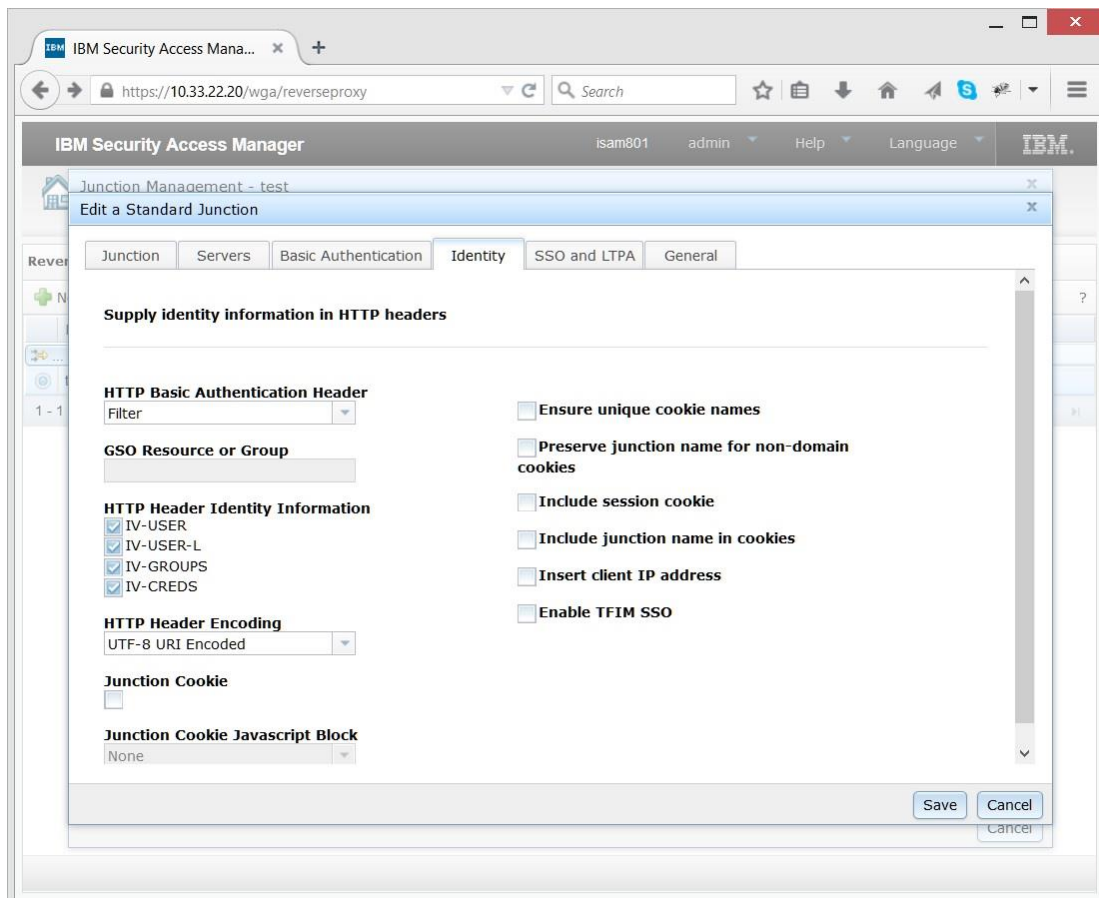 IBM Security Access Mana...
https://10.33.22.20/wga/reverseproxy
Search
IBM Security Access Manager
isam801
admin
Help
Language
IBM.
Junction Management - test
Edit a Standard Junction
Junction
Servers
Basic Authentication
Identity
SSO and LTPA
General
Rever
N
?
1 - 1
Supply identity information in HTTP headers
HTTP Basic Authentication Header
Filter
GSO Resource or Group
HTTP Header Identity Information
IV-USER
IV-USER-L
IV-GROUPS
IV-CREDS
HTTP Header Encoding
UTF-8 URI Encoded
Junction Cookie
Junction Cookie Javascript Block
None
Ensure unique cookie names
Preserve junction name for non-domain
cookies
Include session cookie
Include junction name in cookies
Insert client IP address
Enable TFIM SSO
Save
Cancel
Cancel